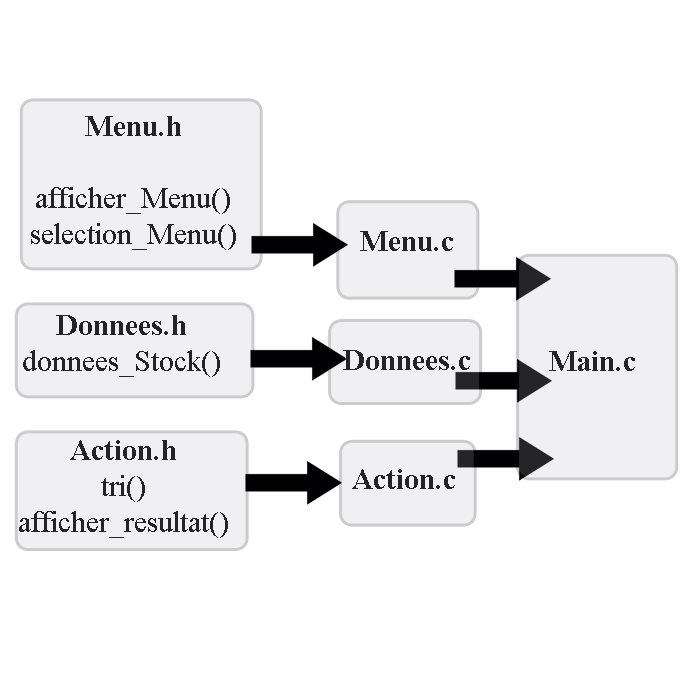 Menu.h
afficher_Menu()
selection_Menu()
Menu.c
Donnees.h
donnees_Stock()
Donnees.c
Main.c
Action.h
tri()
afficher_resultat()
Action.c